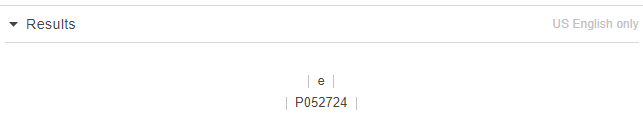 Results
US English only
| e |
| P052724 |